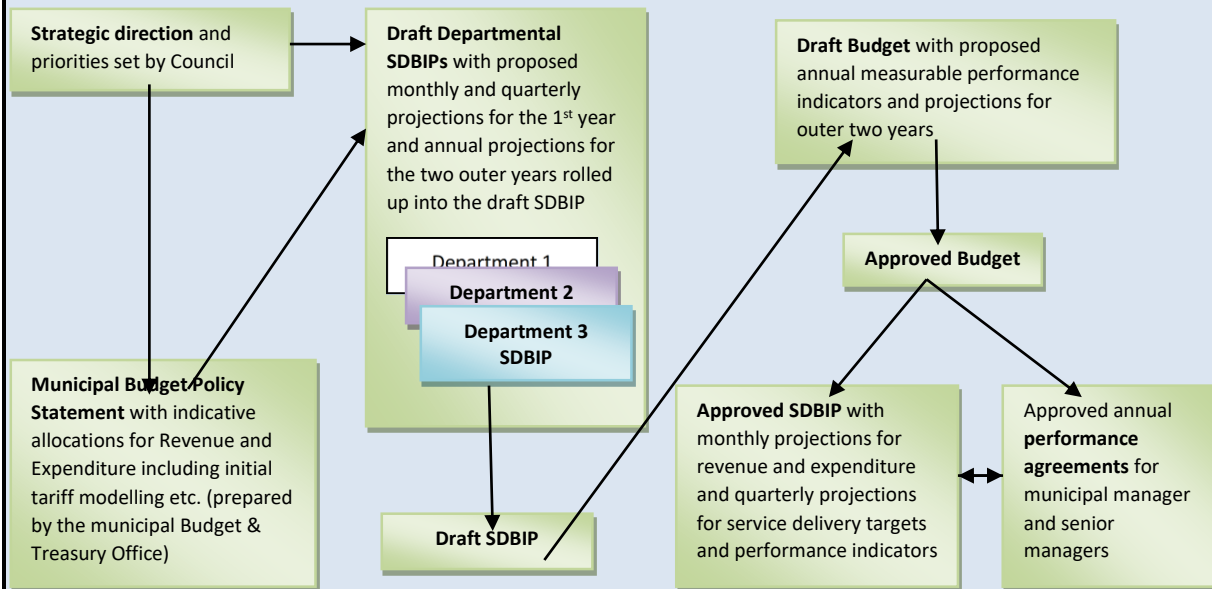 Strategic direction and
priorities set by Council
Municipal Budget Policy
Statement with indicative
allocations for Revenue and
Expenditure including initial
tariff modelling etc. (prepared
by the municipal Budget &
Treasury Office)
Draft Departmental
SDBIPs with proposed
monthly and quarterly
projections for the 1st year
and annual projections for
the two outer years rolled
up into the draft SDBIP
Department 1
Department 2
Department 3
SDBIP
Draft SDBIP
Draft Budget with proposed
annual measurable performance
indicators and projections for
outer two years
Approved Budget
Approved SDBIP with
monthly projections for
revenue and expenditure
and quarterly projections
for service delivery targets
and performance indicators
Approved annual
performance
agreements for
municipal manager
and senior
managers